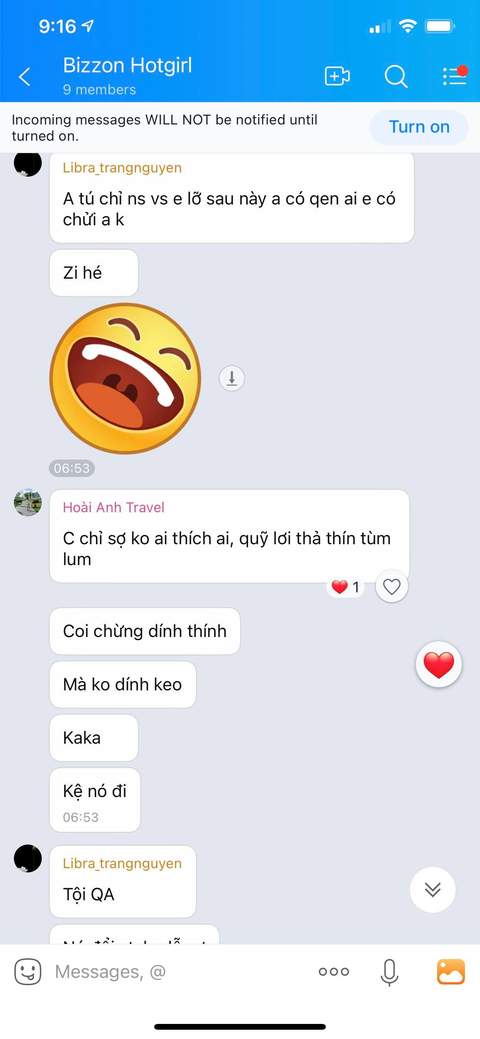 9:16
Bizzon Hotgirl
9 members
Incoming messages WILL NOT be notified until
turned on.
Turn on
Libra_trangnguyen
A tú chỉ ns vs e lỡ sau này a có qen ai e có
chửi a k
Zi hé
06:53
Hoài Anh Travel
C chỉ sợ ko ai thích ai, quỹ lơi thả thín tùm
lum
1
Coi chừng dính thính
Mà ko dính keo
Kaka
Kệ nó đi
06:53
Libra_trangnguyen
Tội QA
Messages, @